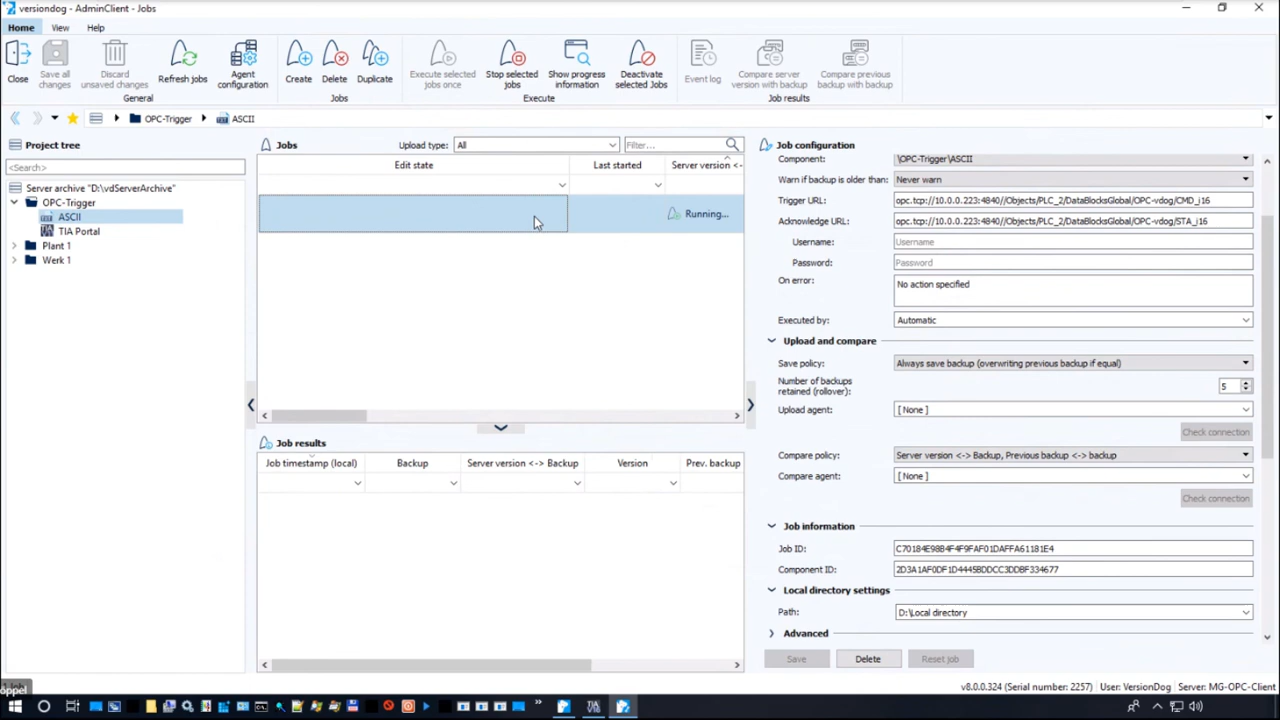 versiondog - AdminClient - Jobs
Home View Help
Close
Save all changes
Discard unsaved changes
Refresh jobs
Agent configuration
Create
Delete
Duplicate
Execute selected jobs once
Stop selected jobs
Show progress information
Deactivate selected Jobs
Event log
Compare server version with backup
Compare previous backup with backup
General
Jobs
Execute
Job results
OPC-Trigger ASCII
Project tree
<Search>
Server archive "D:\vdServerArchive"
OPC-Trigger
ASCII
TIA Portal
Plant 1
Werk 1
Jobs Upload type: All Filter...
Edit state Last started Server version <-
Running...
Job results
Job timestamp (local) Backup Server version <-> Backup Version Prev. backup
Job configuration
Component: \OPC-Trigger\ASCII
Warn if backup is older than: Never warn
Trigger URL: opc.tcp://10.0.0.223:4840//Objects/PLC_2/DataBlocksGlobal/OPC-vdog/CMD_i16
Acknowledge URL: opc.tcp://10.0.0.223:4840//Objects/PLC_2/DataBlocksGlobal/OPC-vdog/STA_i16
Username: Username
Password: Password
On error: No action specified
Executed by: Automatic
Upload and compare
Save policy: Always save backup (overwriting previous backup if equal)
Number of backups
retained (rollover): 5
Upload agent: [ None ]
Check connection
Compare policy: Server version <-> Backup, Previous backup <-> backup
Compare agent: [ None ]
Check connection
Job information
Job ID: C70184E98B4F4F9FAF01DAFFA61181E4
Component ID: 2D3A1AF0DF1D4445BDDCC3DDBF334677
Local directory settings
Path: D:\Local directory
Advanced
Save Delete Reset job
öppel
v8.0.0.324 (Serial number: 2257) User: VersionDog Server: MG-OPC-Client